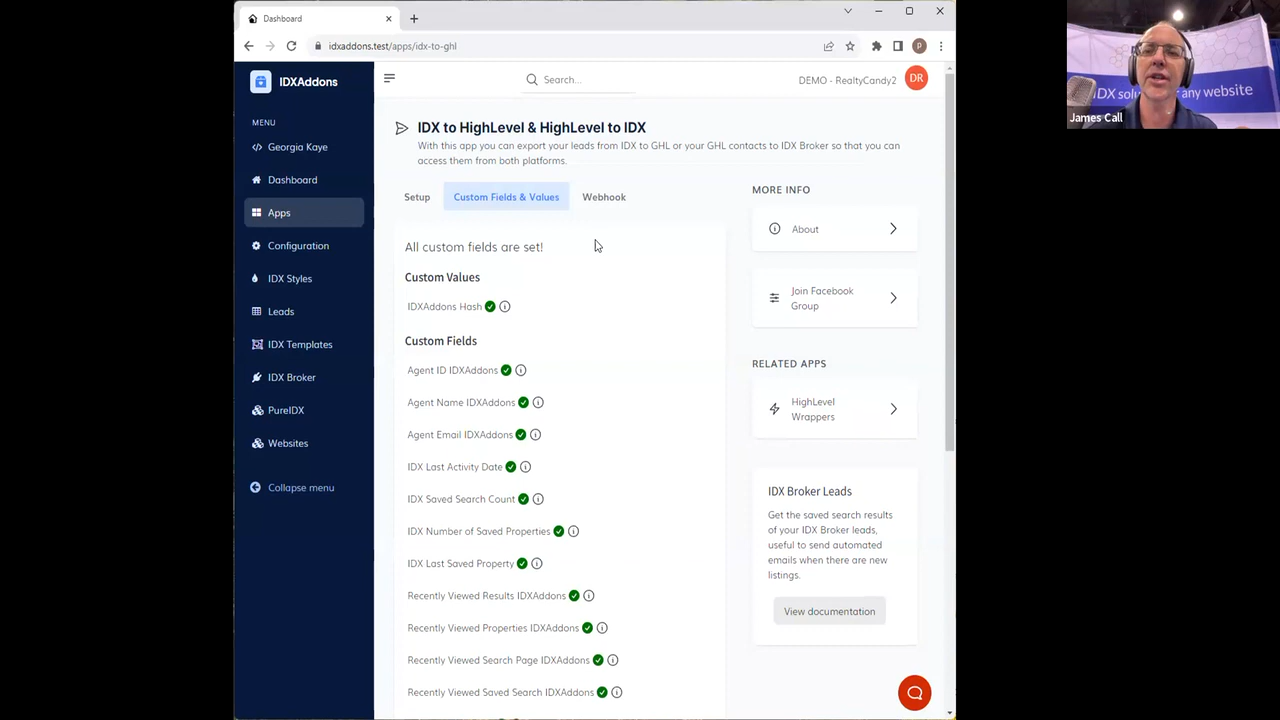 Dashboard
idxaddons.test/apps/idx-to-ghl
P
IDXAddons
MENU
Georgia Kaye
Dashboard
Apps
Configuration
IDX Styles
Leads
IDX Templates
IDX Broker
PureIDX
Websites
Collapse menu
Search...
DEMO - RealtyCandy2
DR
IDX to HighLevel & HighLevel to IDX
With this app you can export your leads from IDX to GHL or your GHL contacts to IDX Broker so that you can
access them from both platforms.
Setup
Custom Fields & Values
Webhook
All custom fields are set!
Custom Values
IDXAddons Hash
Custom Fields
Agent ID IDXAddons
Agent Name IDXAddons
Agent Email IDXAddons
IDX Last Activity Date
IDX Saved Search Count
IDX Number of Saved Properties
IDX Last Saved Property
Recently Viewed Results IDXAddons
Recently Viewed Properties IDXAddons
Recently Viewed Search Page IDXAddons
Recently Viewed Saved Search IDXAddons
MORE INFO
About
Join Facebook
Group
RELATED APPS
HighLevel
Wrappers
IDX Broker Leads
Get the saved search results
of your IDX Broker leads,
useful to send automated
emails when there are new
listings.
View documentation
any website
James Call